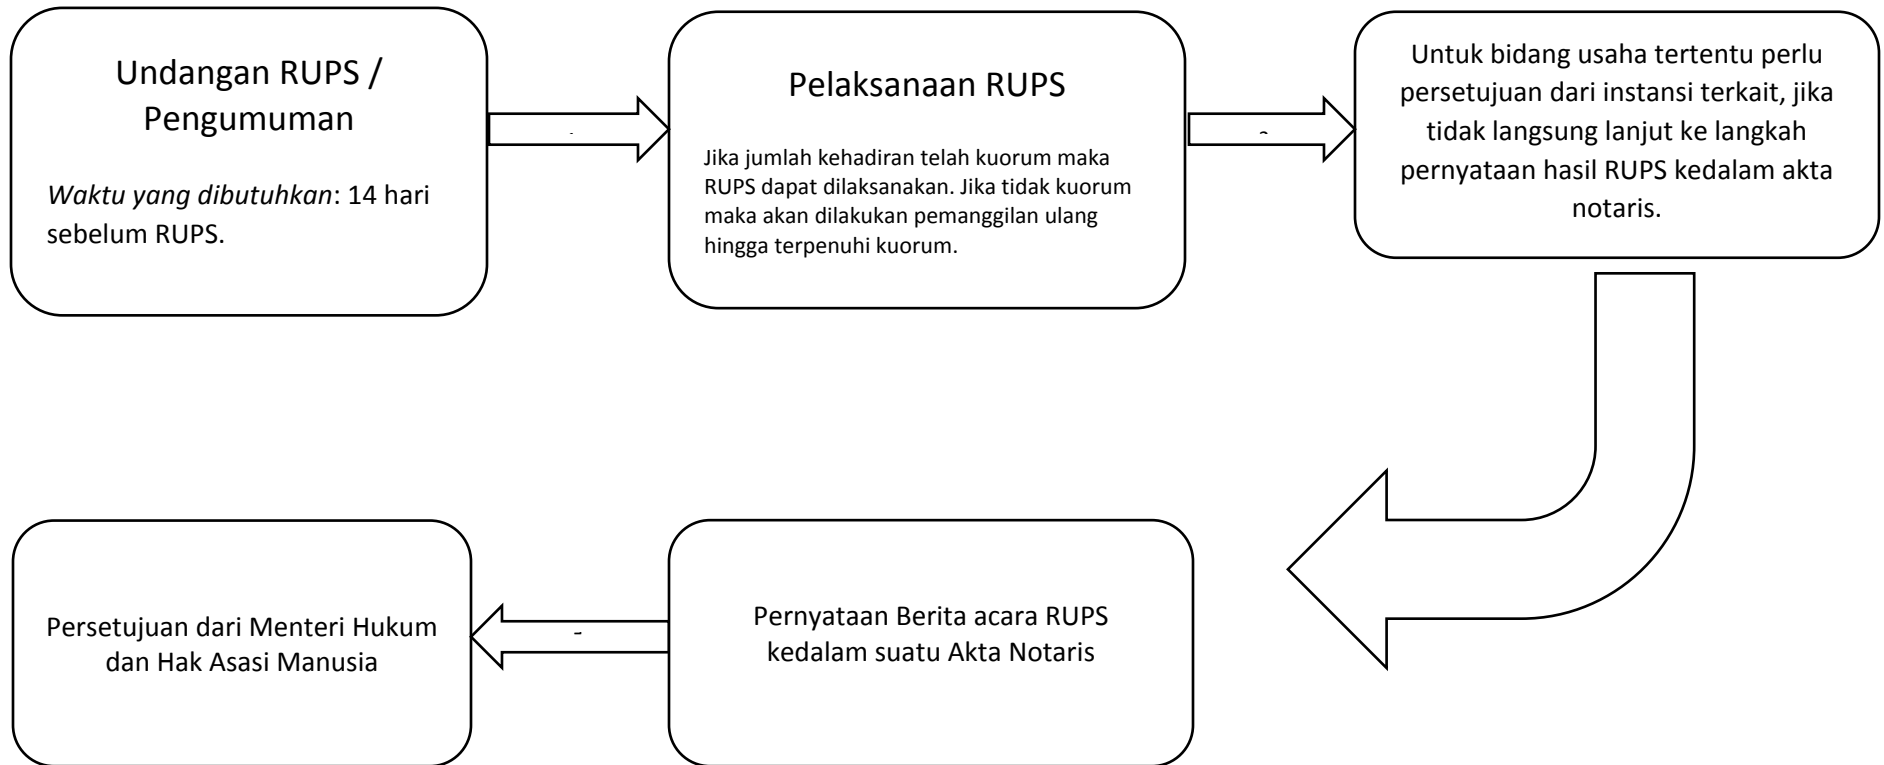 Undangan RUPS /
Pengumuman
Waktu yang dibutuhkan: 14 hari
sebelum RUPS.
Pelaksanaan RUPS
Jika jumlah kehadiran telah kuorum maka
RUPS dapat dilaksanakan. Jika tidak kuorum
maka akan dilakukan pemanggilan ulang
hingga terpenuhi kuorum.
Untuk bidang usaha tertentu perlu
persetujuan dari instansi terkait, jika
tidak langsung lanjut ke langkah
pernyataan hasil RUPS kedalam akta
notaris.
Persetujuan dari Menteri Hukum
dan Hak Asasi Manusia
Pernyataan Berita acara RUPS
kedalam suatu Akta Notaris